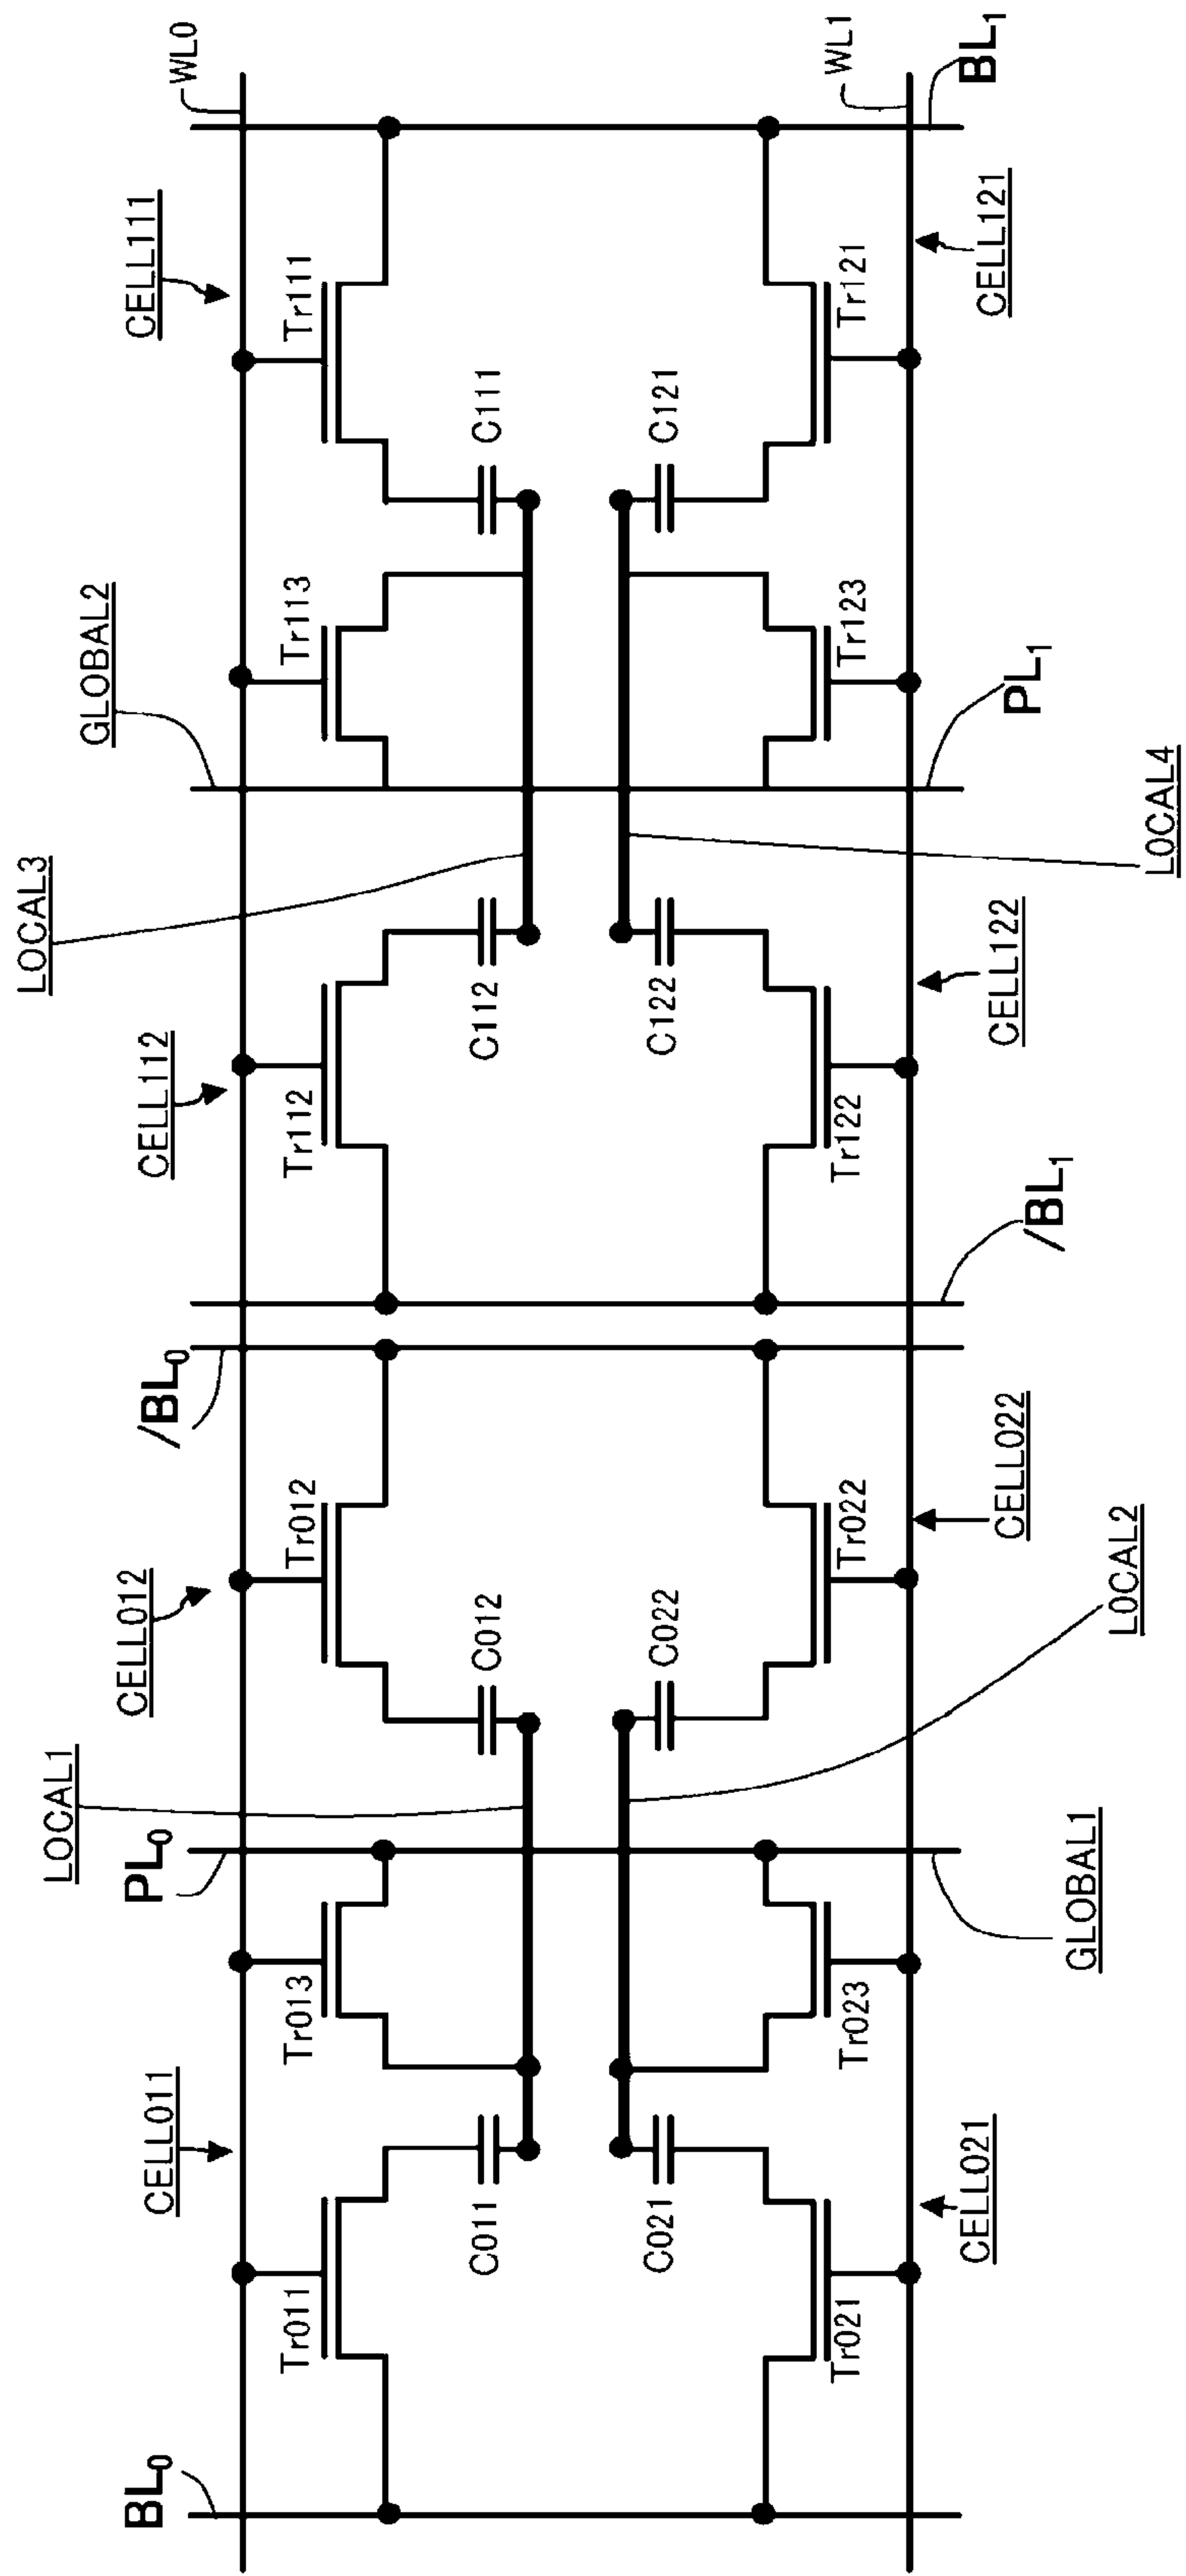 WL0
WL1
BL1
CELL111
Tr111
C111
C121
Tr121
CELL121
GLOBAL2
Tr113
Tr123
PL1
LOCAL3
LOCAL4
CELL112
Tr112
C112
C122
Tr122
CELL122
/BL1
/BL0
CELL012
Tr012
C012
C022
Tr022
CELL022
LOCAL1
LOCAL2
PL0
GLOBAL1
Tr013
Tr023
CELL011
Tr011
C011
C021
Tr021
CELL021
BL0